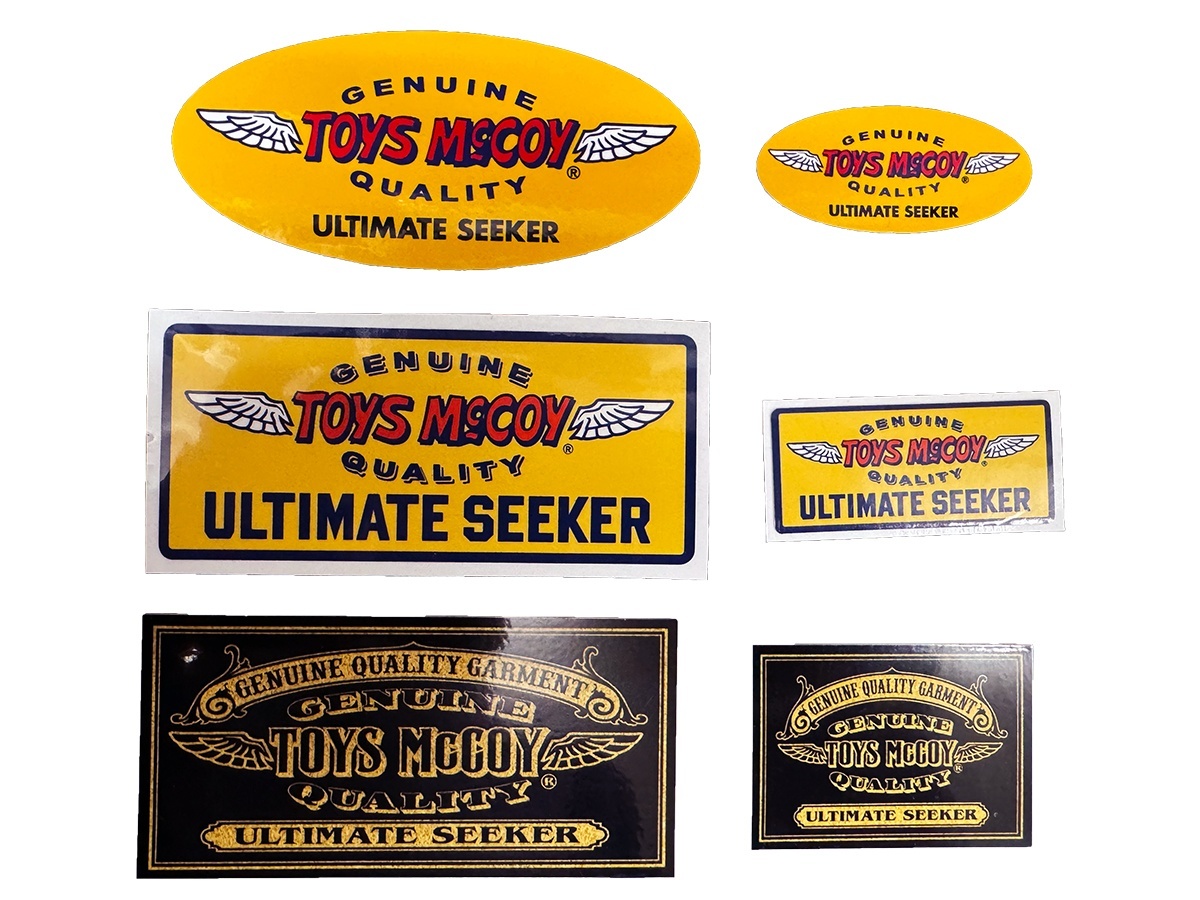 GENUINE
TOYS McCOY®
QUALITY
ULTIMATE SEEKER
GENUINE
TOYS McCOY®
QUALITY
ULTIMATE SEEKER
GENUINE
TOYS McCOY®
QUALITY
ULTIMATE SEEKER
GENUINE
TOYS McCOY®
QUALITY
ULTIMATE SEEKER
GENUINE QUALITY GARMENT
GENUINE
TOYS McCOY®
QUALITY
ULTIMATE SEEKER
GENUINE QUALITY GARMENT
GENUINE
TOYS McCOY®
QUALITY
ULTIMATE SEEKER